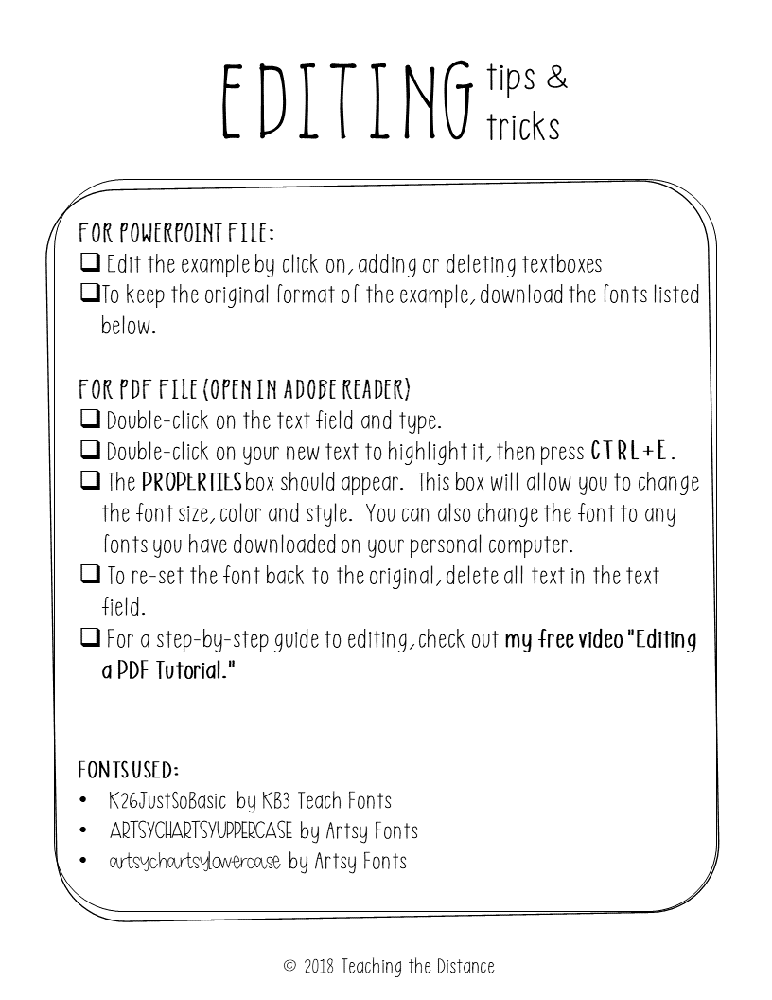 EDITING tips &
tricks
FOR POWERPOINT FILE:
❑ Edit the example by click on, adding or deleting textboxes
❑ To keep the original format of the example, download the fonts listed
below.
FOR PDF FILE (OPEN IN ADOBE READER)
❑ Double-click on the text field and type.
❑ Double-click on your new text to highlight it, then press CTRL+E.
❑ The PROPERTIES box should appear. This box will allow you to change
the font size, color and style. You can also change the font to any
fonts you have downloaded on your personal computer.
❑ To re-set the font back to the original, delete all text in the text
field.
❑ For a step-by-step guide to editing, check out my free video "Editing
a PDF Tutorial."
FONTS USED:
• K26JustSoBasic by KB3 Teach Fonts
• ARTSYCHARTSYUPPERCASE by Artsy Fonts
• artsychartsylowercase by Artsy Fonts
© 2018 Teaching the Distance